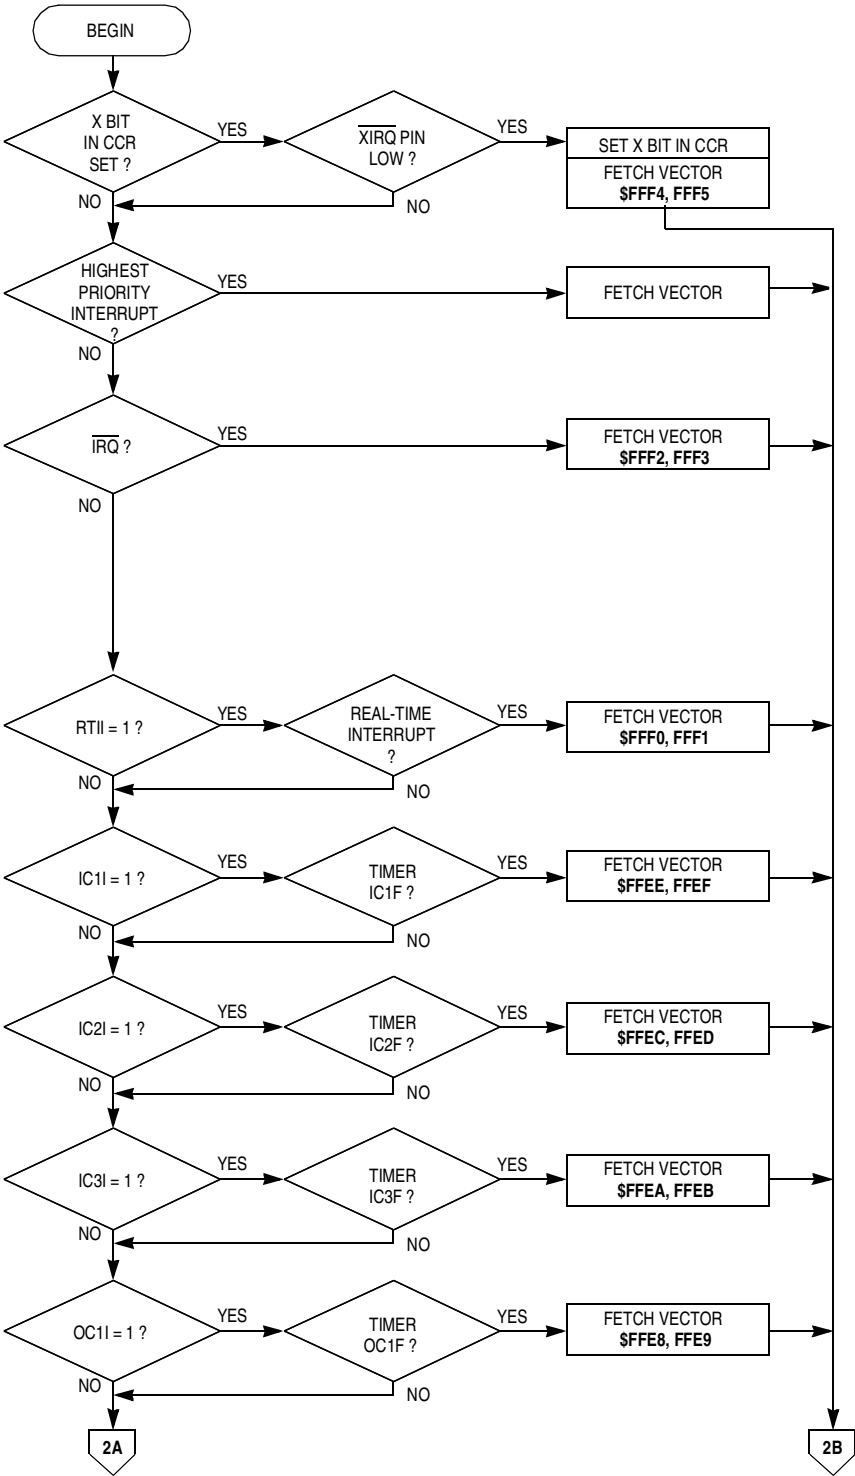 BEGIN
X BIT
IN CCR
SET ?
YES
XIRQ PIN
LOW ?
YES
SET X BIT IN CCR
FETCH VECTOR
$FFF4, FFF5
NO
NO
HIGHEST
PRIORITY
INTERRUPT
?
YES
FETCH VECTOR
NO
IRQ ?
YES
FETCH VECTOR
$FFF2, FFF3
NO
RTII = 1 ?
YES
REAL-TIME
INTERRUPT
?
YES
FETCH VECTOR
$FFF0, FFF1
NO
NO
IC1I = 1 ?
YES
TIMER
IC1F ?
YES
FETCH VECTOR
$FFEE, FFEF
NO
NO
IC2I = 1 ?
YES
TIMER
IC2F ?
YES
FETCH VECTOR
$FFEC, FFED
NO
NO
IC3I = 1 ?
YES
TIMER
IC3F ?
YES
FETCH VECTOR
$FFEA, FFEB
NO
NO
OC1I = 1 ?
YES
TIMER
OC1F ?
YES
FETCH VECTOR
$FFE8, FFE9
NO
NO
2A
2B